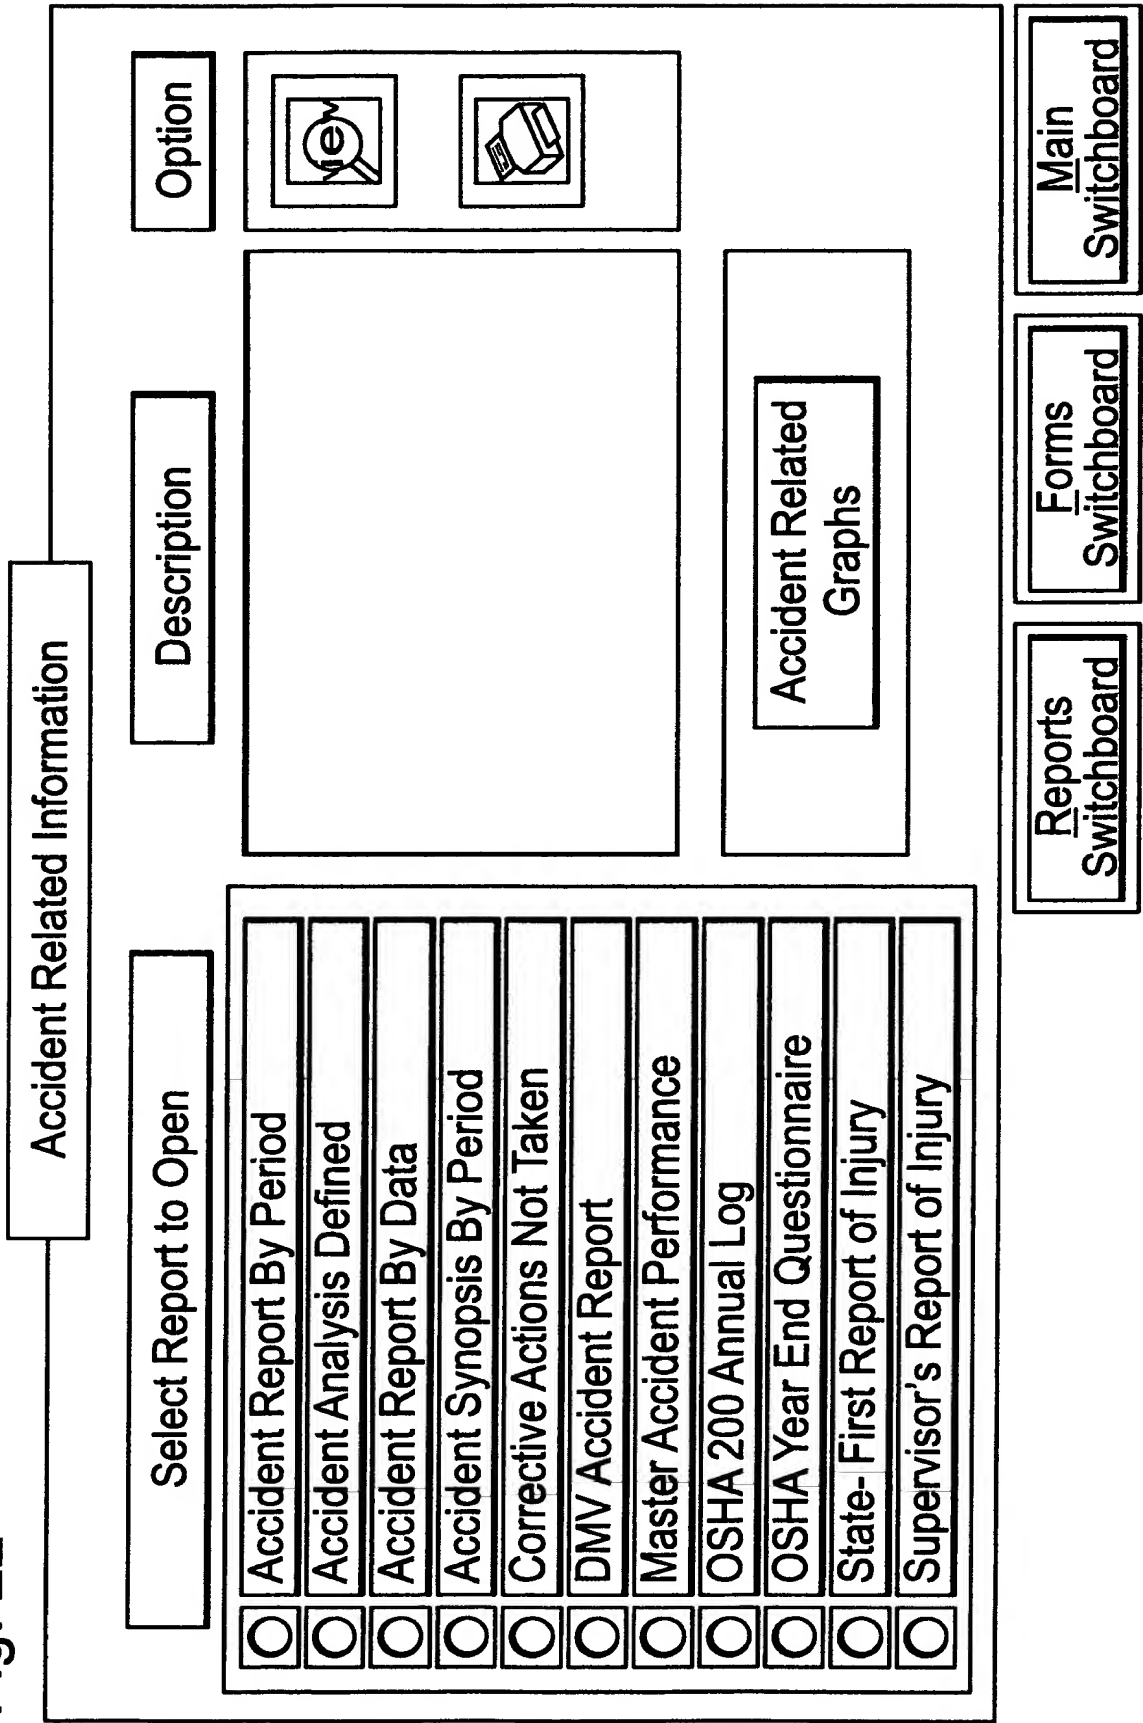 Accident Related Information
Select Report to Open
Description
Option
Accident Report By Period
Accident Analysis Defined
Accident Report By Data
Accident Synopsis By Period
Corrective Actions Not Taken
DMV Accident Report
Master Accident Performance
OSHA 200 Annual Log
OSHA Year End Questionnaire
State- First Report of Injury
Supervisor's Report of Injury
view
Accident Related
Graphs
Reports
Switchboard
Forms
Switchboard
Main
Switchboard